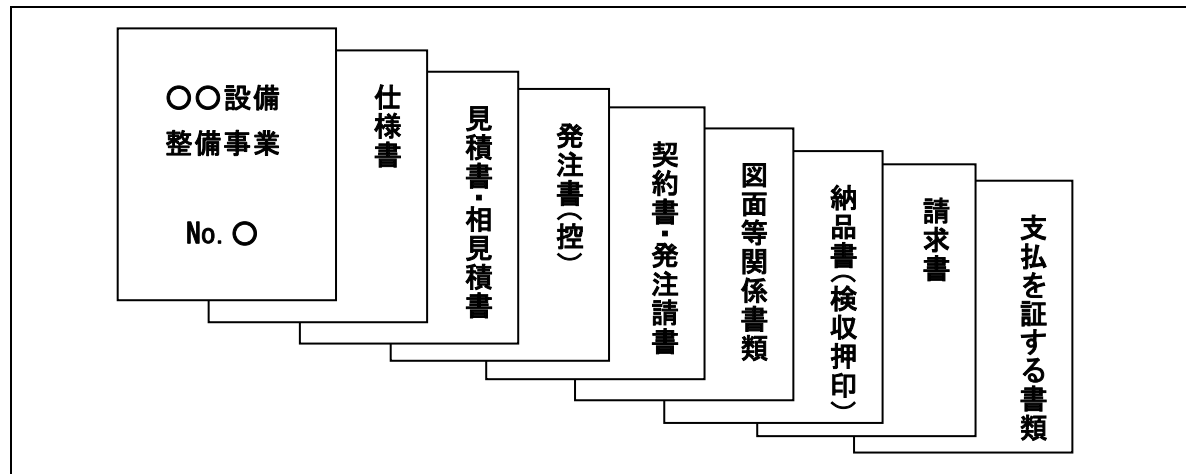 〇〇設備
整備事業
No. 〇
仕様書
見積書・相見積書
発注書(控)
契約書・発注請書
図面等関係書類
納品書(検収押印)
請求書
支払を証する書類